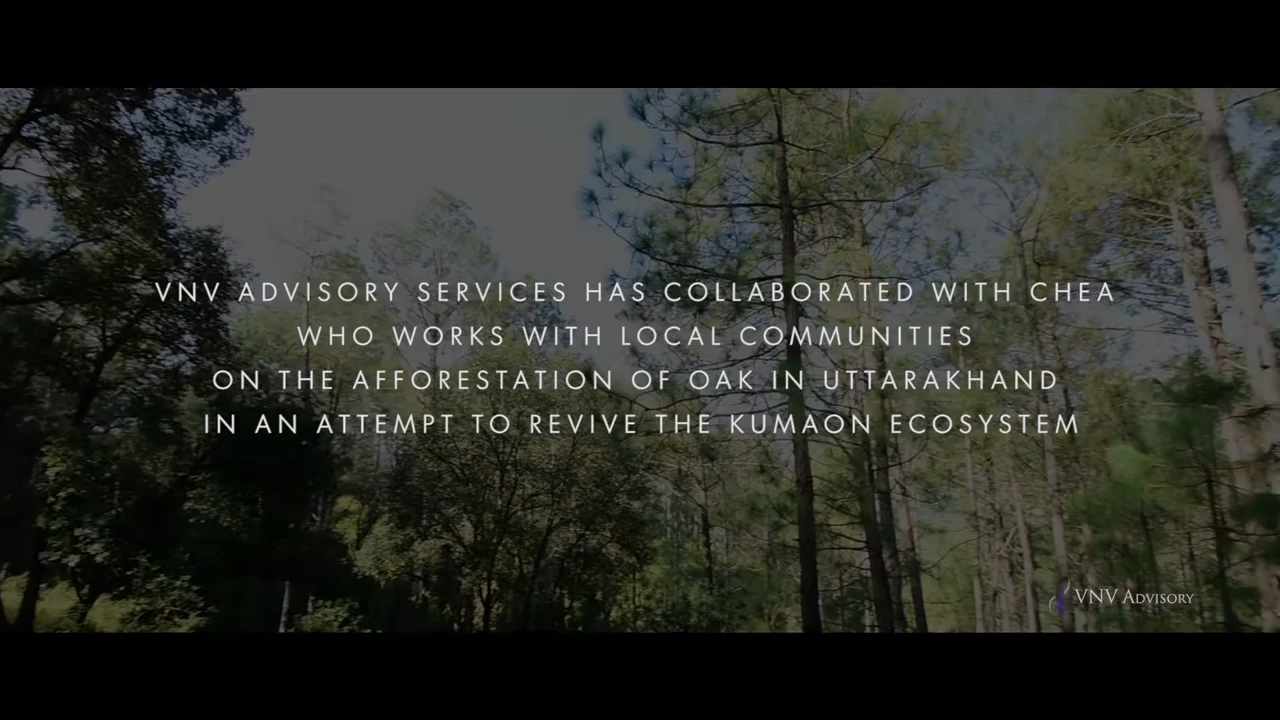 VNV ADVISORY SERVICES HAS COLLABORATED WITH CHEA
WHO WORKS WITH LOCAL COMMUNITIES
ON THE AFFORESTATION OF OAK IN UTTARAKHAND
IN AN ATTEMPT TO REVIVE THE KUMAON ECOSYSTEM
VNV ADVISORY